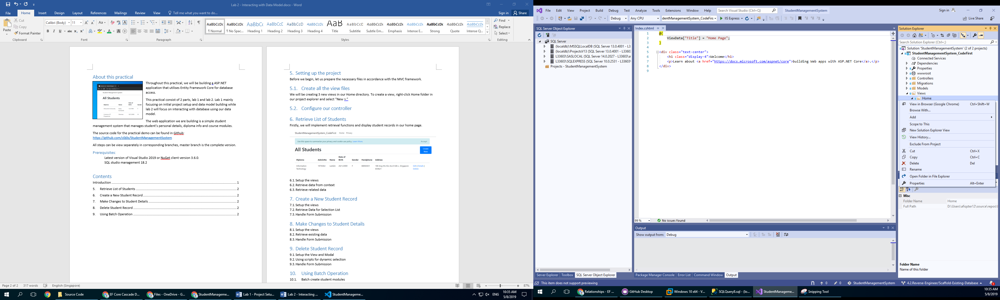 Lab 2 - Interacting with Data Model.docx - Word
File Home Insert Design Layout References Mailings Review View Tell me what you want to do... Sign in Share
Paste
Cut
Copy
Format Painter
Clipboard
Calibri (Body) 11
Font
Paragraph
¶ Normal ¶ No Spac... Heading 1 Heading 2 Heading 3 Heading 4 Title Subtitle Subtle Em... Emphasis Intense E... Strong Quote Intense Q...
Styles
Find
Replace
Select
Editing
About this practical
Throughout this practical, we will be building a ASP.NET
application that utilises Entity Framework Core for database
access.
This practical consist of 2 parts, lab 1 and lab 2. Lab 1 mainly
focusing on initial project setup and data model building while
lab 2 will focus on interacting with database using our data
model.
The web application we are building is a simple student
management system that manages student's personal details, diploma info and course modules.
The source code for the practical demo can be found in Github:
https://github.com/c0j0s/StudentManagementSystem
All steps can be view separately in corresponding branches, master branch is the complete version.
Prerequisites:
Latest version of Visual Studio 2019 or NuGet client version 3.6.0.
SQL studio management 18.2
Contents
Introduction 1
5. Retrieve List of Students 2
6. Create a New Student Record 2
7. Make Changes to Student Details 2
8. Delete Student Record 2
9. Using Batch Operation 2
5. Setting up the project
Before we begin, let us prepare the necessary files in accordance with the MVC framework.
5.1. Create all the view files
We will be creating 3 new views in our Home directory. To create a view, right-click Home folder in
our project explorer and select “New >.”
5.2. Configure our controller
6. Retrieve List of Students
Firstly, we will implement retrieval functions and display student records in our home page.
StudentManagementSystem_CodeFirst Home Privacy
Use this space to summarize your privacy and cookie use policy. Learn More. Accept
All Students
Create New
Diploma AdminNo Name Date of Birth Gender Handphone Address
Information Technology 197436U LeeQin 20/1/2000 F 88083651 180 Ang Mo Kio Ave 8 blk L, Singapore 654621 Edit | Details | Delete
6.1. Setup the views
6.2. Retrieve data from context
6.3. Retrieve related data
7. Create a New Student Record
7.1. Setup the views
7.2. Retrieve Data for Selection List
7.3. Handle Form Submission
8. Make Changes to Student Details
8.1. Setup the views
8.2. Retrieve existing data
8.3. Handle Form Submission
9. Delete Student Record
9.1. Setup the View and Modal
9.2. Using scripts for dynamic selection
9.3. Handle Form Submission
10. Using Batch Operation
10.1. Batch create student modules
Page 2 of 2 317 words English (Singapore) 87%
Source Code EF Core Cascade D... Files - OneDrive - G... StudentManageme... Lab 1 - Project Setu... Lab 2 - Interacting ... StudentManageme... ENG 10:35 AM
5/8/2019
File Edit View Project Build Debug Test Analyze Tools Extensions Window Help Search Visual Studio (Ctrl+Q) StudentManagementSystem Sign in
Debug Any CPU dentManagementSystem_CodeFirs IIS Express Live Share
SQL Server Object Explorer
SQL Server
(localdb)\MSSQLLocalDB (SQL Server 13.0.4001 - L3
(localdb)\ProjectsV13 (SQL Server 13.0.4001 - L3360
L33603\SASLOCAL (SQL Server 14.0.2027 - L33603\a
L33603\SQLEXPRESS (SQL Server 10.0.2531 - L33603\
Projects - StudentManagementSystem
Index.cshtml
1 @{
2 ViewData["Title"] = "Home Page";
3 }
4
5 <div class="text-center">
6 <h1 class="display-4">Welcome</h1>
7 <p>Learn about <a href="https://docs.microsoft.com/aspnet/core">building Web apps with ASP.NET Core</a>.</p>
8 </div>
9
99 % No issues found
Output
Show output from: Debug
Server Explorer Toolbox SQL Server Object Explorer
Package Manager Console Error List Command Window Output
Solution Explorer
Search Solution Explorer (Ctrl+;)
Solution 'StudentManagementSystem' (2 of 2 projects)
StudentManagementSystem_CodeFirst
Connected Services
Dependencies
Properties
wwwroot
Controllers
Migrations
Models
Views
Home
View in Browser (Google Chrome) Ctrl+Shift+W
Browse With...
Add
Scope to This
New Solution Explorer View
View History...
Exclude From Project
Cut Ctrl+X
Copy Ctrl+C
Delete Del
Rename
Open Folder in File Explorer
Properties Alt+Enter
Misc
Folder Name Home
Full Path D:\Users\afiqster12\source\repos\
Folder Name
Name of this folder
This item does not support previewing 0 0 StudentManagementSystem 4.2.Reverse-Engineer/Scaffold-Existing-Database 1
Relationships - EF ... GitHub Desktop Windows 10 x64 - V... SQLQuery8.sql - (lo... StudentManageme... Snipping Tool 10:35 AM
5/8/2019